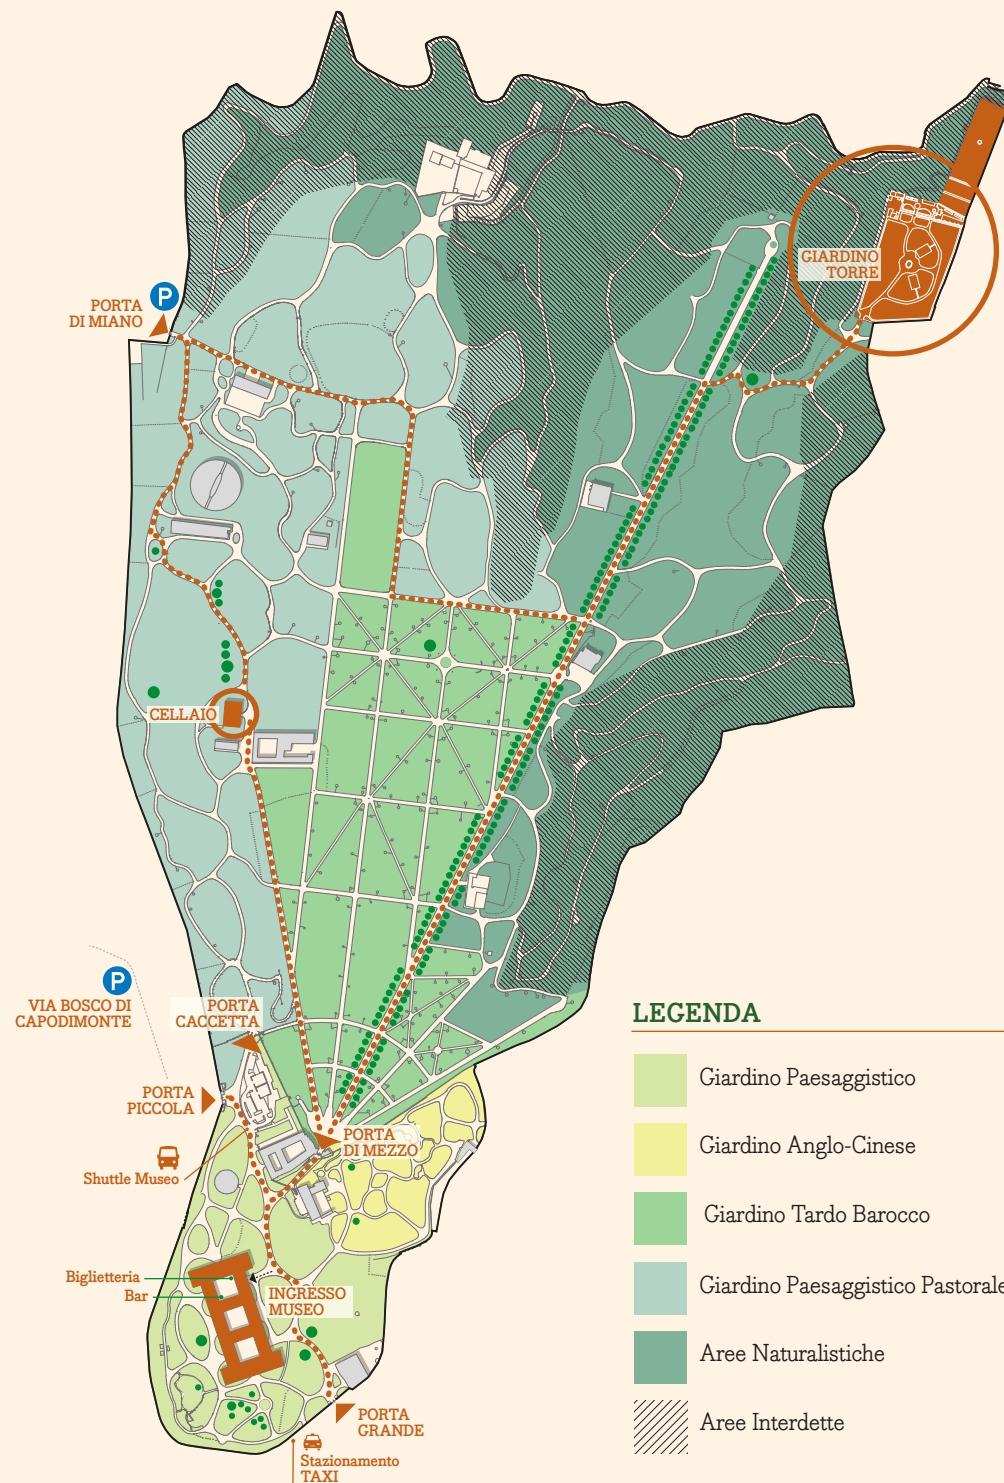 GIARDINO
TORRE
P
PORTA
DI MIANO
CELLAIO
P
VIA BOSCO DI
CAPODIMONTE
PORTA
CACCETTA
PORTA
PICCOLA
PORTA
DI MEZZO
Shuttle Museo
Biglietteria
Bar
INGRESSO
MUSEO
PORTA
GRANDE
Stazionamento
TAXI
LEGENDA
Giardino Paesaggistico
Giardino Anglo-Cinese
Giardino Tardo Barocco
Giardino Paesaggistico Pastorale
Aree Naturalistiche
Aree Interdette